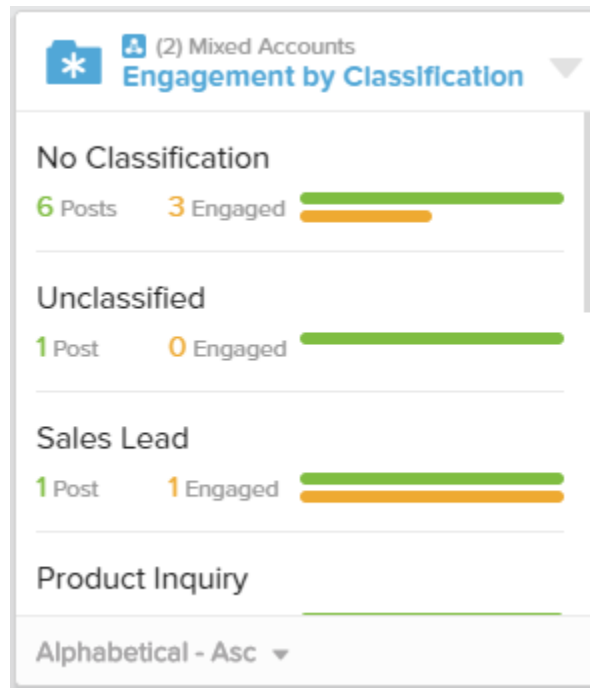 (2) Mixed Accounts
Engagement by Classification
No Classification
6 Posts 3 Engaged
Unclassified
1 Post 0 Engaged
Sales Lead
1 Post 1 Engaged
Product Inquiry
Alphabetical - Asc